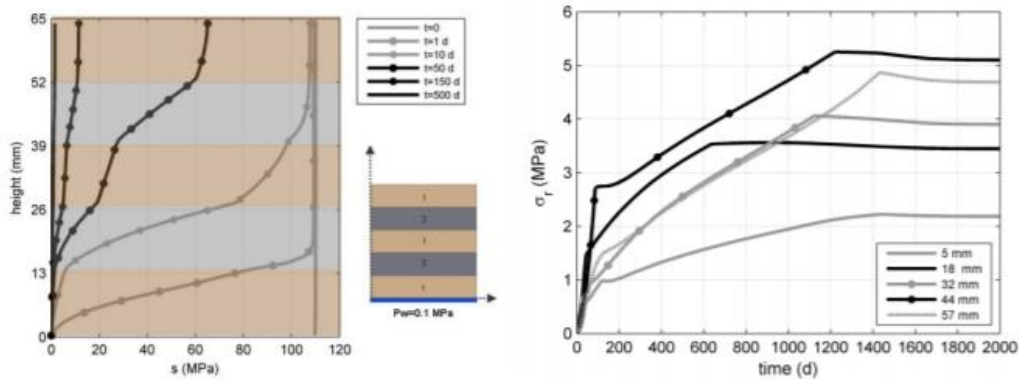 65
52
39
26
13
0
height (mm)
0 20 40 60 80 100 120
s (MPa)
t=0
t=1 d
t=10 d
t=50 d
t=150 d
t=500 d
1
2
1
2
1
Pw=0.1 MPa
6
5
4
3
2
1
0
σr (MPa)
0 200 400 600 800 1000 1200 1400 1600 1800 2000
time (d)
5 mm
18 mm
32 mm
44 mm
57 mm